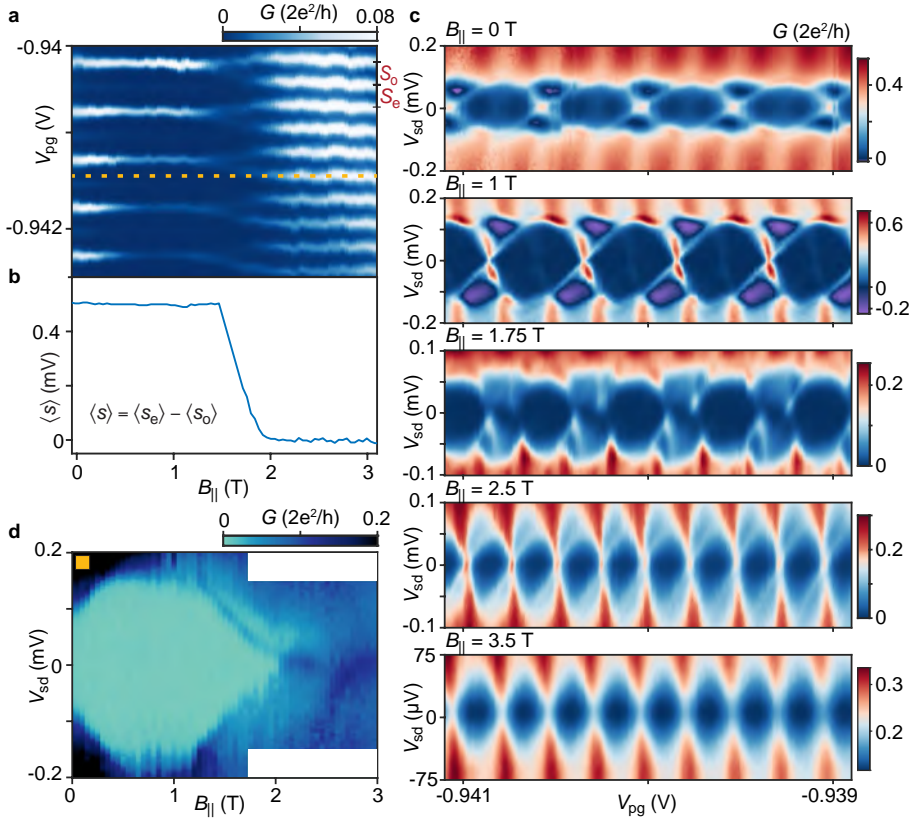 a
G (2e²/h)
0 0.08
-0.94
Sₒ
Sₑ
V_pg (V)
-0.942
b
0.4
⟨s⟩ (mV)
⟨s⟩ = ⟨sₑ⟩ − ⟨sₒ⟩
0
0 1 2 3
B_|| (T)
d
0 G (2e²/h) 0.2
0.2
V_sd (mV)
0
-0.2
0 1 2 3
B_|| (T)
c
B_|| = 0 T G (2e²/h)
0.2
V_sd (mV)
0
-0.2
0.4
0
B_|| = 1 T
0.2
V_sd (mV)
0
-0.2
0.6
0
-0.2
B_|| = 1.75 T
0.1
V_sd (mV)
0
-0.1
0.2
0
B_|| = 2.5 T
0.1
V_sd (mV)
0
-0.1
0.2
0
B_|| = 3.5 T
75
V_sd (µV)
0
-75
0.3
0.2
-0.941 -0.939
V_pg (V)